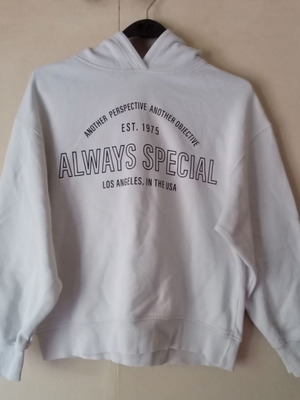 ANOTHER PERSPECTIVE ANOTHER OBJECTIVE
EST. 1975
ALWAYS SPECIAL
LOS ANGELES, IN THE USA